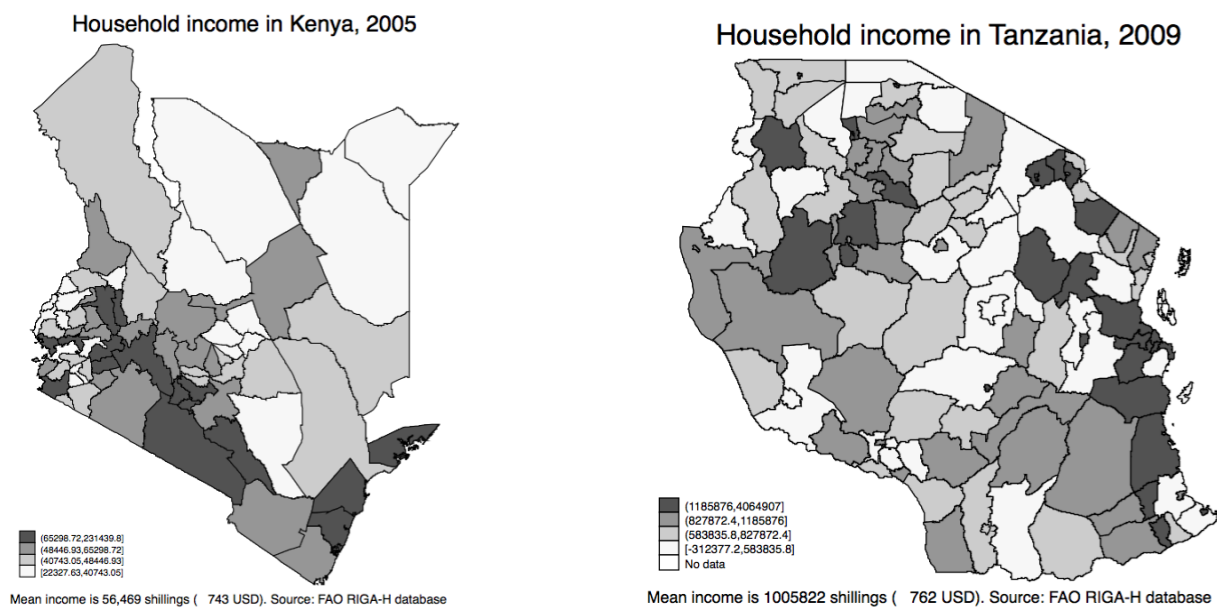 Household income in Kenya, 2005
(65298.72,231439.8]
(48446.93,65298.72]
(40743.05,48446.93]
[22327.63,40743.05]
Mean income is 56,469 shillings ( 743 USD). Source: FAO RIGA-H database
Household income in Tanzania, 2009
(1185876,4064907]
(827872.4,1185876]
(583835.8,827872.4]
[-312377.2,583835.8]
No data
Mean income is 1005822 shillings ( 762 USD). Source: FAO RIGA-H database